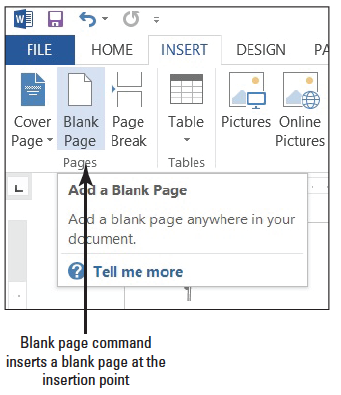 FILE HOME INSERT DESIGN PA
Cover Page Blank Page Page Break Table Pictures Online Pictures
Pages Tables
Add a Blank Page
Add a blank page anywhere in your
document.
? Tell me more
¶
Blank page command
inserts a blank page at the
insertion point